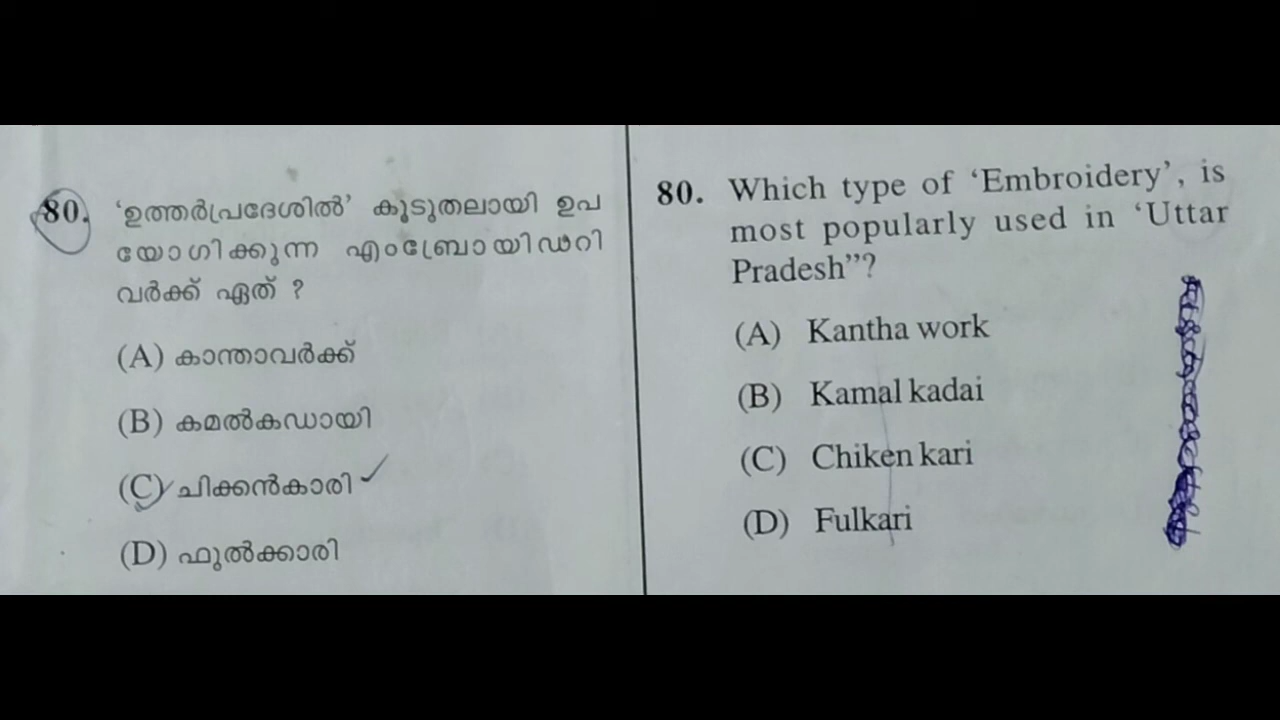 80. ‘ഉത്തർപ്രദേശിൽ’ കൂടുതലായി ഉപ
യോഗിക്കുന്ന എംബ്രോയിഡറി
വർക്ക് ഏത് ?
(A) കാന്താവർക്ക്
(B) കമൽകഡായി
(C) ചിക്കൻകാരി
(D) ഫുൽക്കാരി
80. Which type of ‘Embroidery’, is
most popularly used in ‘Uttar
Pradesh”?
(A) Kantha work
(B) Kamal kadai
(C) Chiken kari
(D) Fulkari